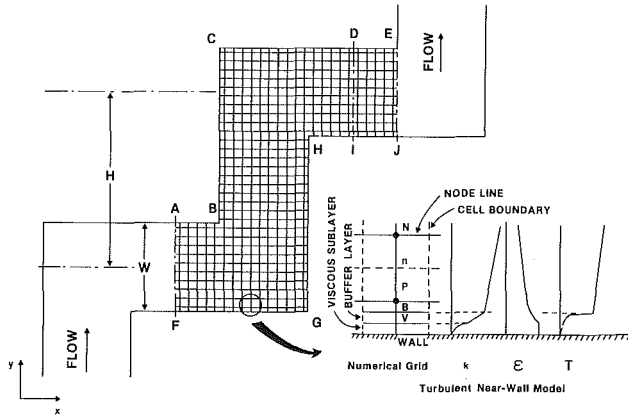 C
D
E
FLOW
H
I
J
H
A
B
W
F
G
FLOW
y
x
VISCOUS SUBLAYER
BUFFER LAYER
NODE LINE
CELL BOUNDARY
N
n
P
B
V
WALL
Numerical Grid
k
ε
T
Turbulent Near-Wall Model